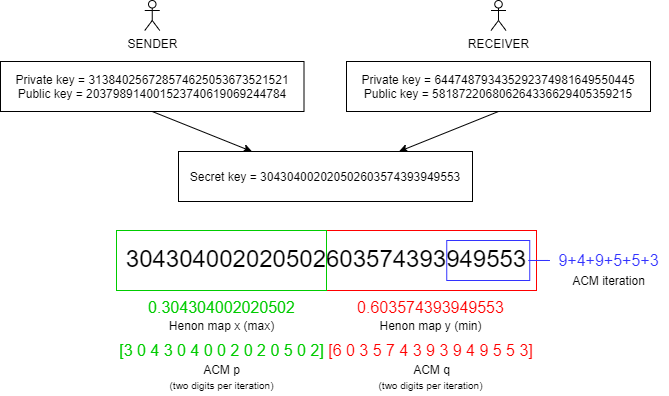 SENDER
RECEIVER
Private key = 313840256728574625053673521521
Public key = 203798914001523740619069244784
Private key = 644748793435292374981649550445
Public key = 581872206806264336629405359215
Secret key = 304304002020502603574393949553
304304002020502603574393949553
9+4+9+5+5+3
ACM iteration
0.304304002020502
0.603574393949553
Henon map x (max)
Henon map y (min)
[3 0 4 3 0 4 0 0 2 0 2 0 5 0 2]
[6 0 3 5 7 4 3 9 3 9 4 9 5 5 3]
ACM p
ACM q
(two digits per iteration)
(two digits per iteration)